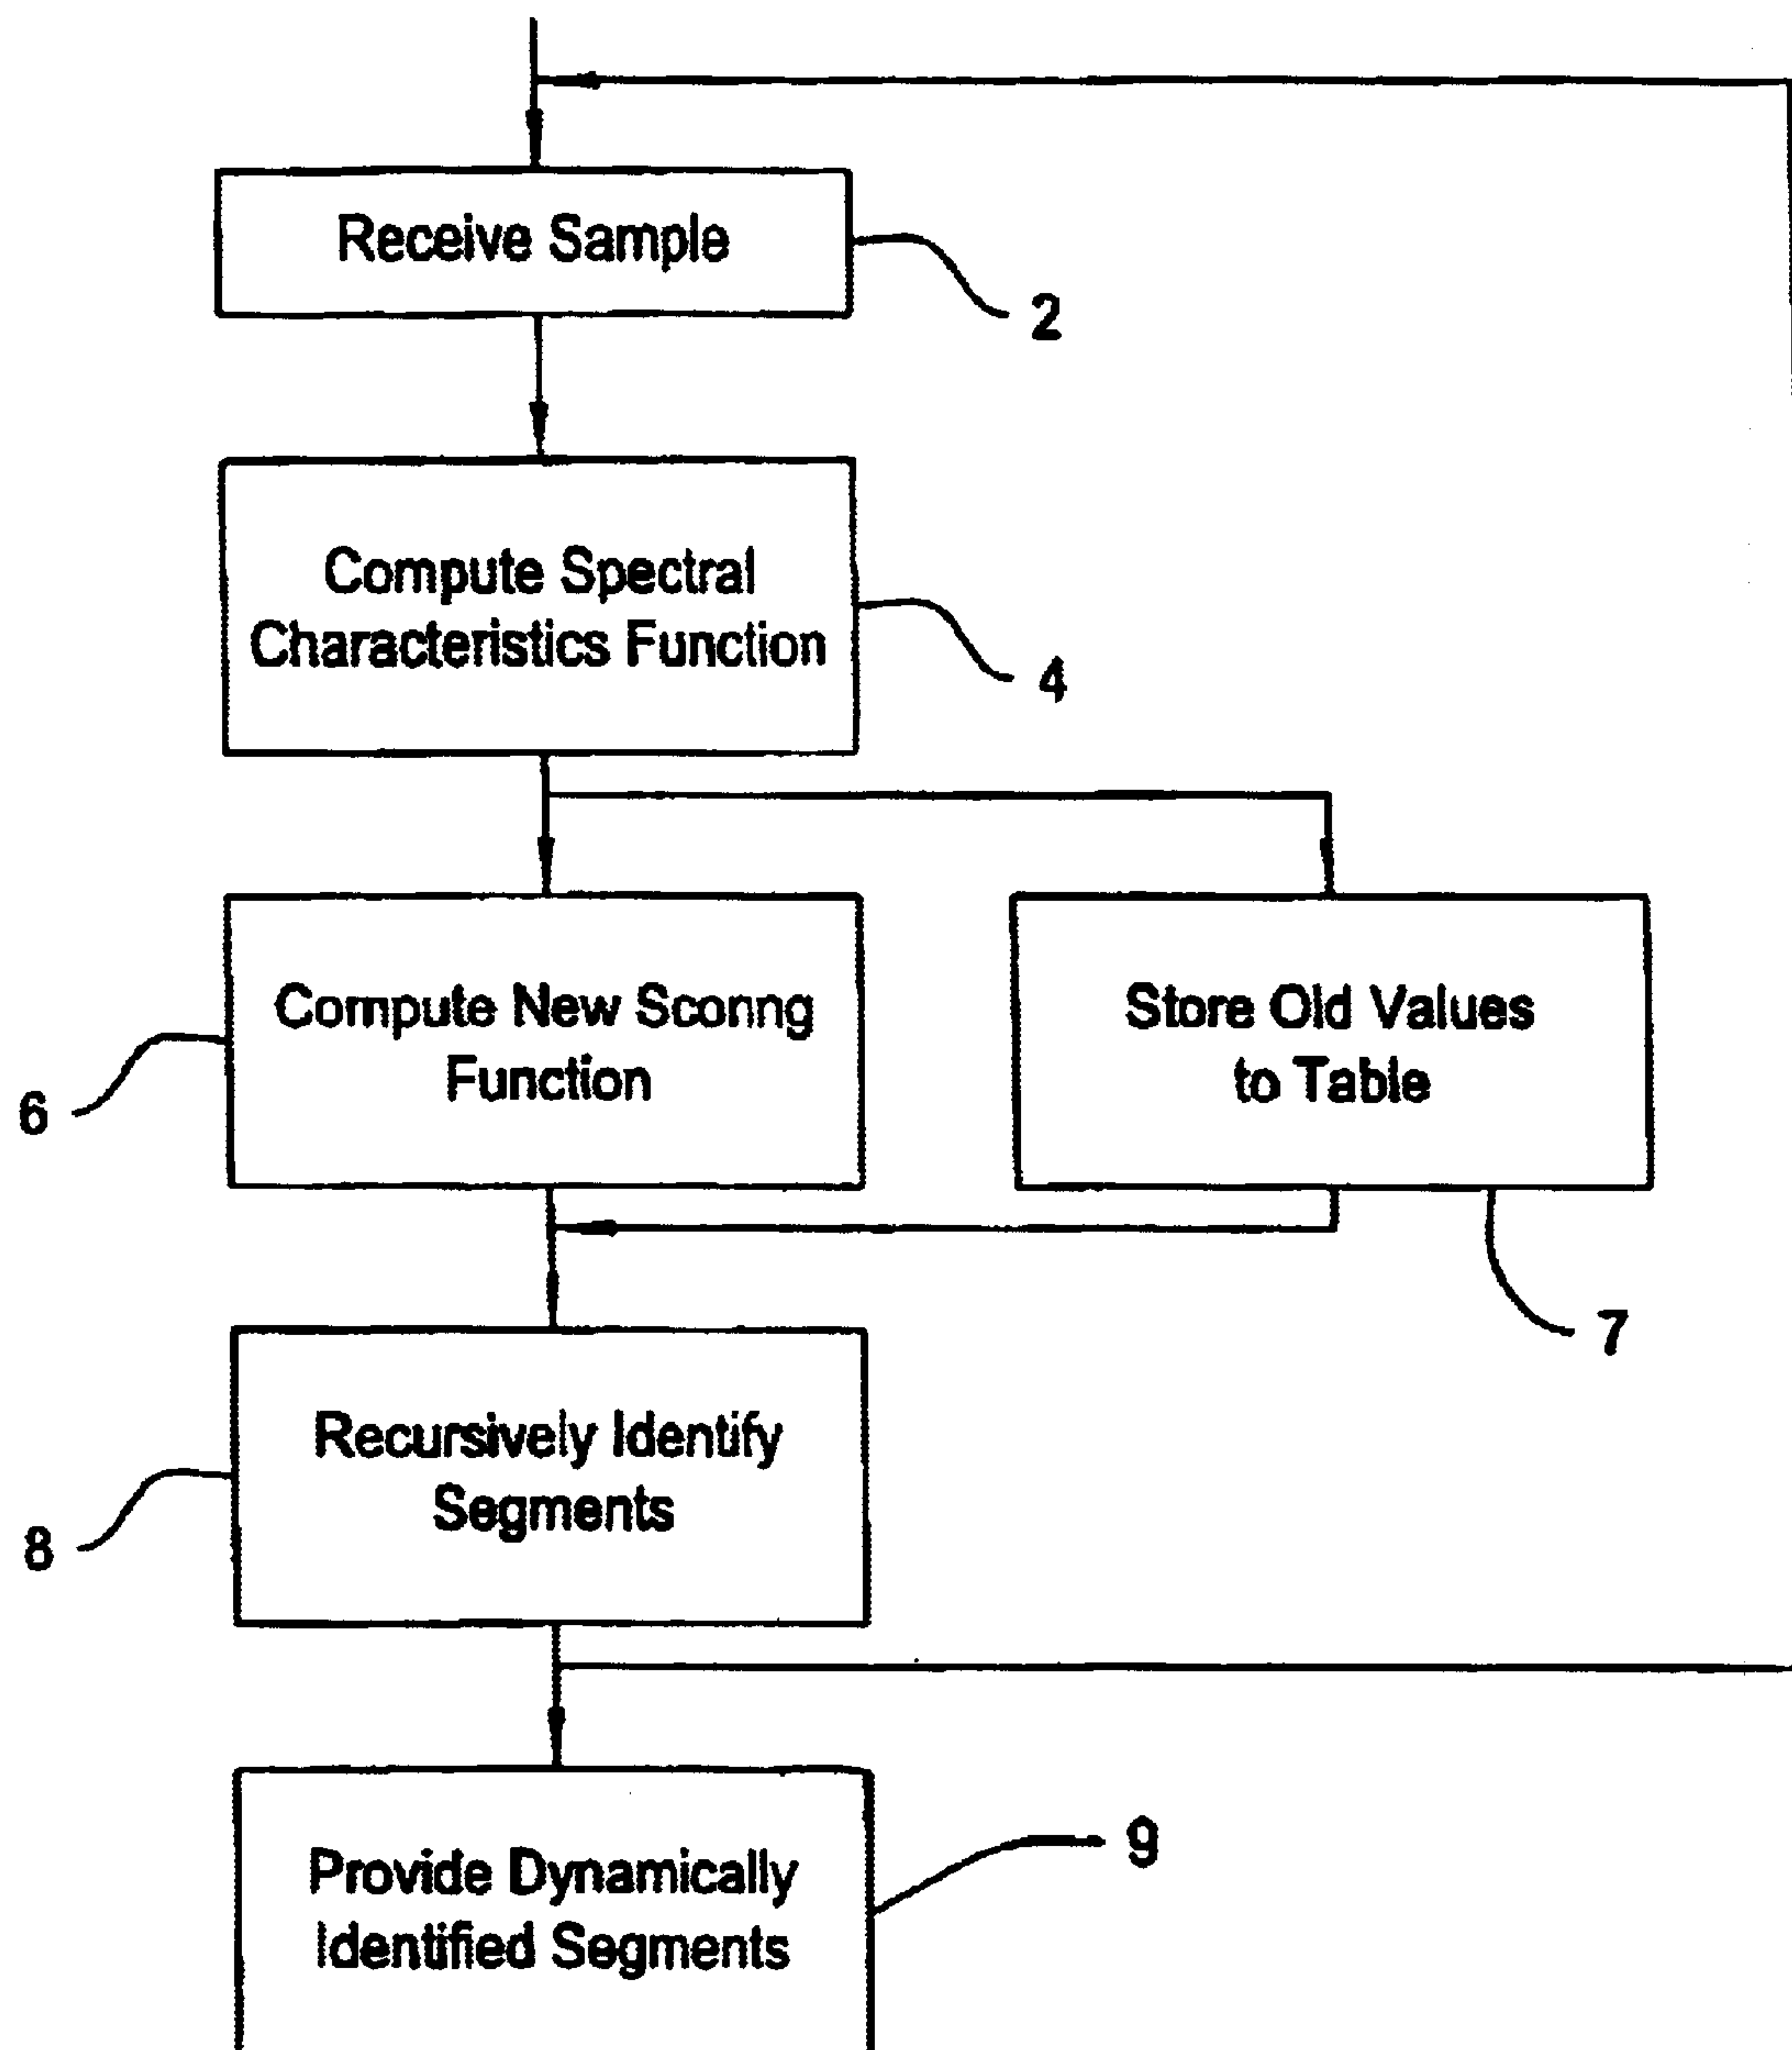 Receive Sample
2
Compute Spectral
Characteristics Function
4
Compute New Scoring
Function
6
Store Old Values
to Table
7
Recursively Identify
Segments
8
Provide Dynamically
Identified Segments
9